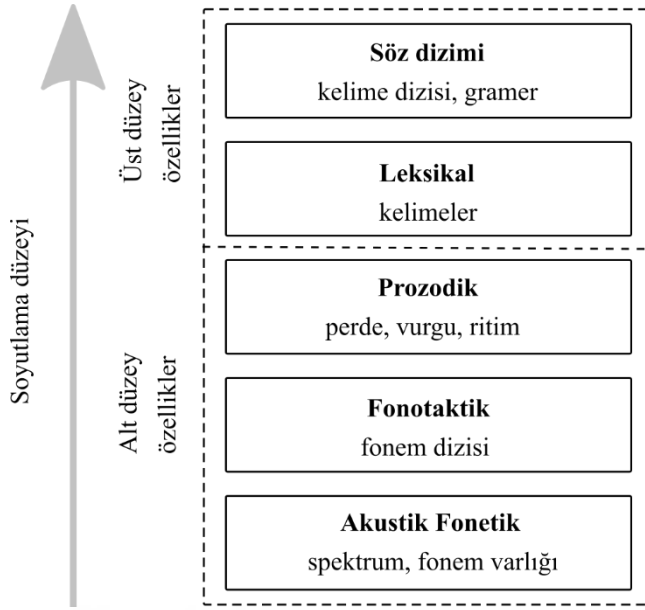 Söz dizimi
kelime dizisi, gramer
Leksikal
kelimeler
Prozodik
perde, vurgu, ritim
Fonotaktik
fonem dizisi
Akustik Fonetik
spektrum, fonem varlığı
Üst düzey
özellikler
Alt düzey
özellikler
Soyutlama düzeyi